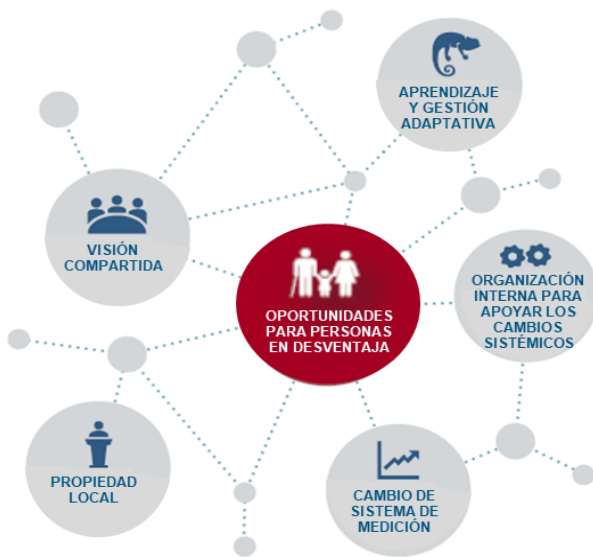 APRENDIZAJE
Y GESTIÓN
ADAPTATIVA
VISIÓN
COMPARTIDA
OPORTUNIDADES
PARA PERSONAS
EN DESVENTAJA
ORGANIZACIÓN
INTERNA PARA
APOYAR LOS
CAMBIOS
SISTÉMICOS
PROPIEDAD
LOCAL
CAMBIO DE
SISTEMA DE
MEDICIÓN